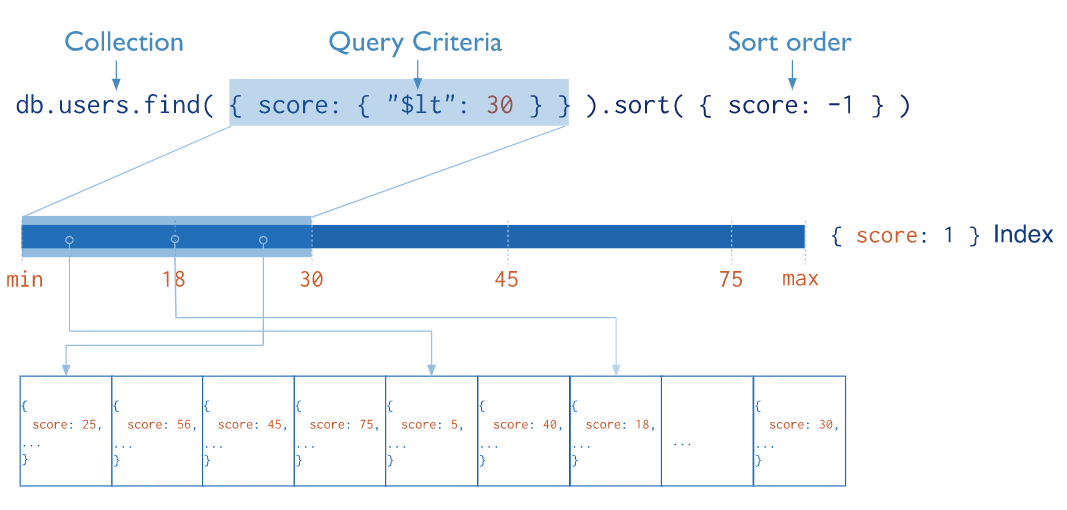 Collection Query Criteria Sort order
db.users.find( { score: { "$lt": 30 } } ).sort( { score: -1 } )
{ score: 1 } Index
min 18 30 45 75 max
{ { { { { { { {
score: 25, score: 56, score: 45, score: 75, score: 5, score: 40, score: 18, score: 30,
... ... ... ... ... ... ... ... ...
} } } } } } } }